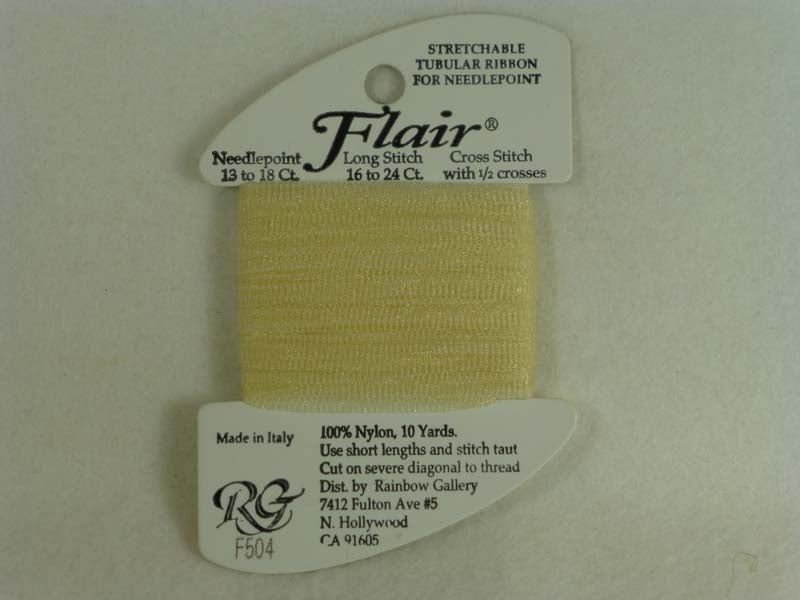 STRETCHABLE
TUBULAR RIBBON
FOR NEEDLEPOINT
Flair®
Needlepoint Long Stitch Cross Stitch
13 to 18 Ct. 16 to 24 Ct. with 1/2 crosses
Made in Italy
100% Nylon, 10 Yards.
Use short lengths and stitch taut
Cut on severe diagonal to thread
Dist. by Rainbow Gallery
7412 Fulton Ave #5
N. Hollywood
CA 91605
RG
F504